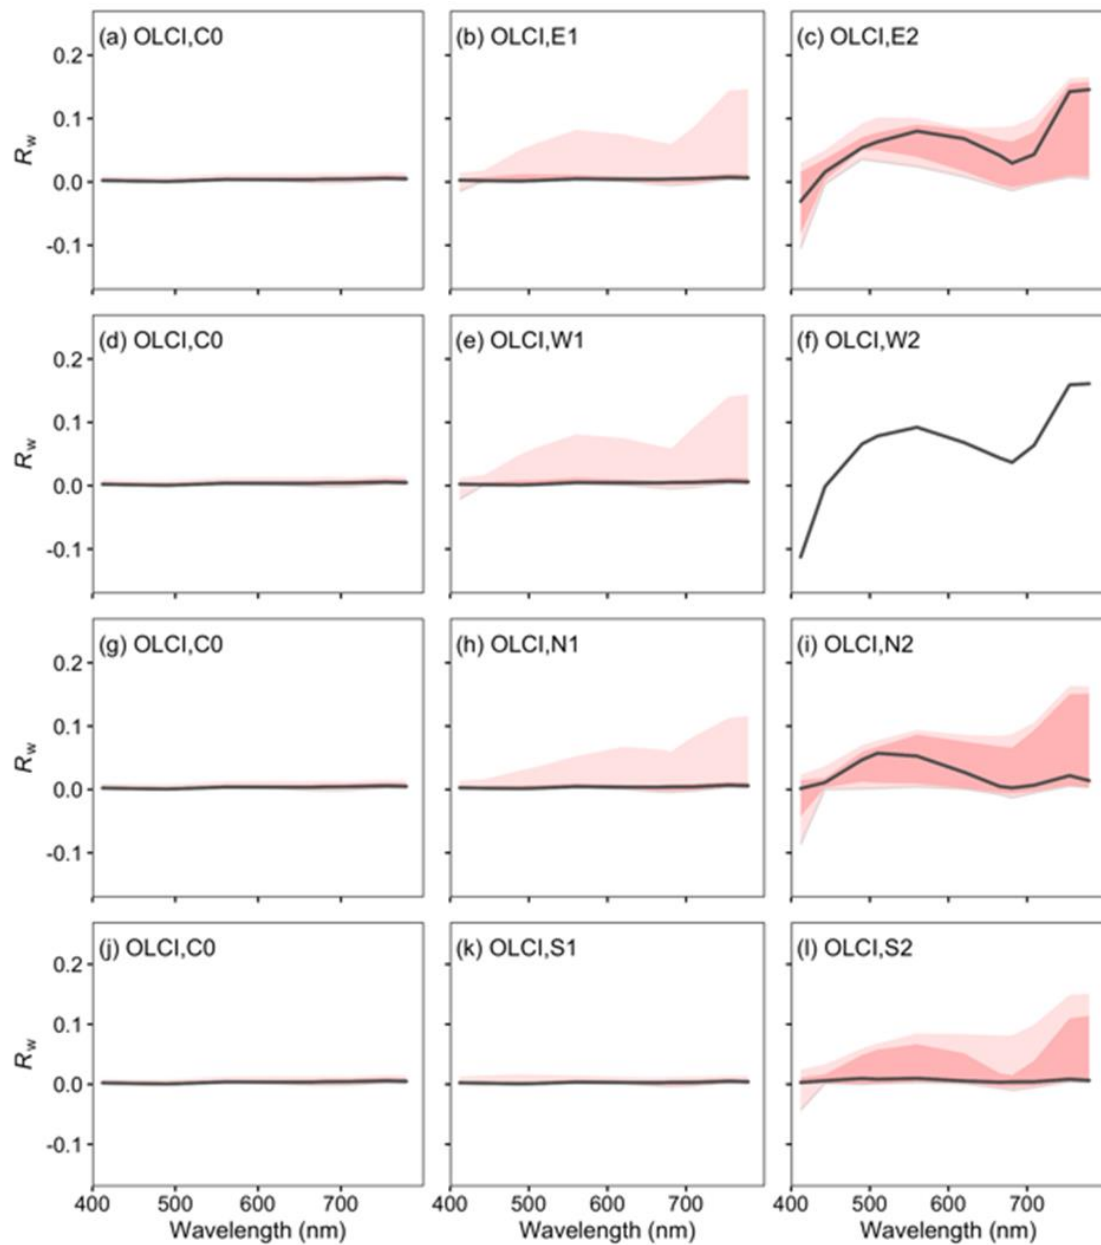 (a) OLCI,C0 (b) OLCI,E1 (c) OLCI,E2
0.2
0.1
0.0
-0.1
Rw
400 500 600 700
(d) OLCI,C0 (e) OLCI,W1 (f) OLCI,W2
0.2
0.1
0.0
-0.1
Rw
(g) OLCI,C0 (h) OLCI,N1 (i) OLCI,N2
0.2
0.1
0.0
-0.1
Rw
(j) OLCI,C0 (k) OLCI,S1 (l) OLCI,S2
0.2
0.1
0.0
-0.1
Rw
400 500 600 700 400 500 600 700 400 500 600 700
Wavelength (nm) Wavelength (nm) Wavelength (nm)